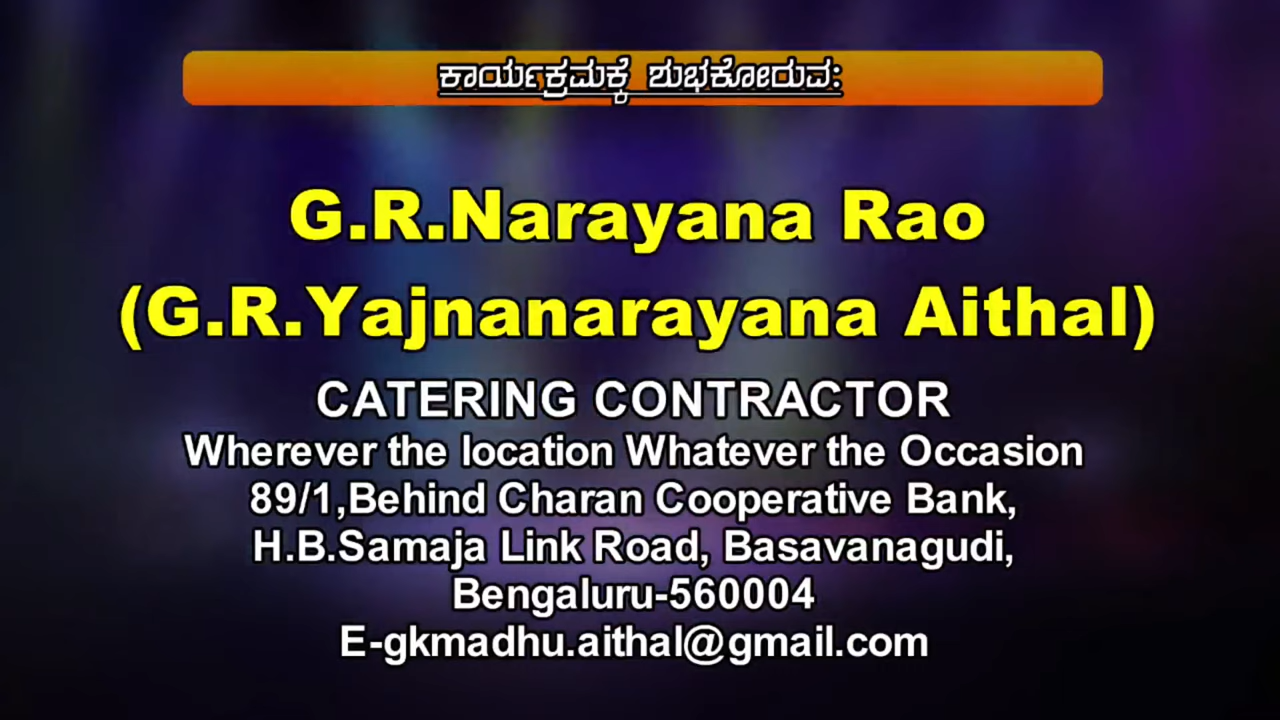 ಕಾರ್ಯಕ್ರಮಕ್ಕೆ ಶುಭಕೋರುವ:
G.R.Narayana Rao
(G.R.Yajnanarayana Aithal)
CATERING CONTRACTOR
Wherever the location Whatever the Occasion
89/1,Behind Charan Cooperative Bank,
H.B.Samaja Link Road, Basavanagudi,
Bengaluru-560004
E-gkmadhu.aithal@gmail.com